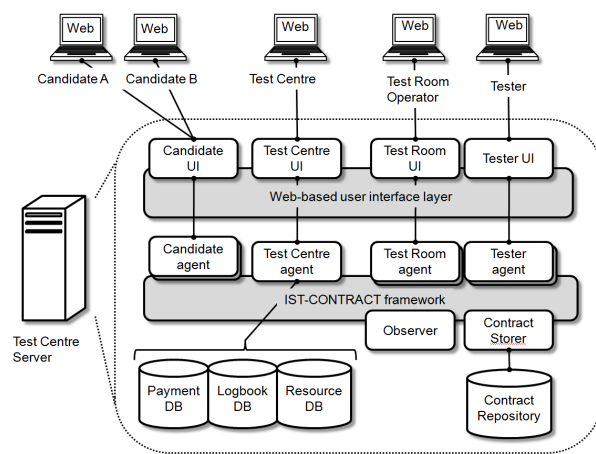 Web
Web
Web
Web
Web
Candidate A
Candidate B
Test Centre
Test Room
Operator
Tester
Candidate
UI
Test Centre
UI
Test Room
UI
Tester UI
Web-based user interface layer
Candidate
agent
Test Centre
agent
Test Room
agent
Tester
agent
IST-CONTRACT framework
Observer
Contract
Storer
Test Centre
Server
Payment
DB
Logbook
DB
Resource
DB
Contract
Repository